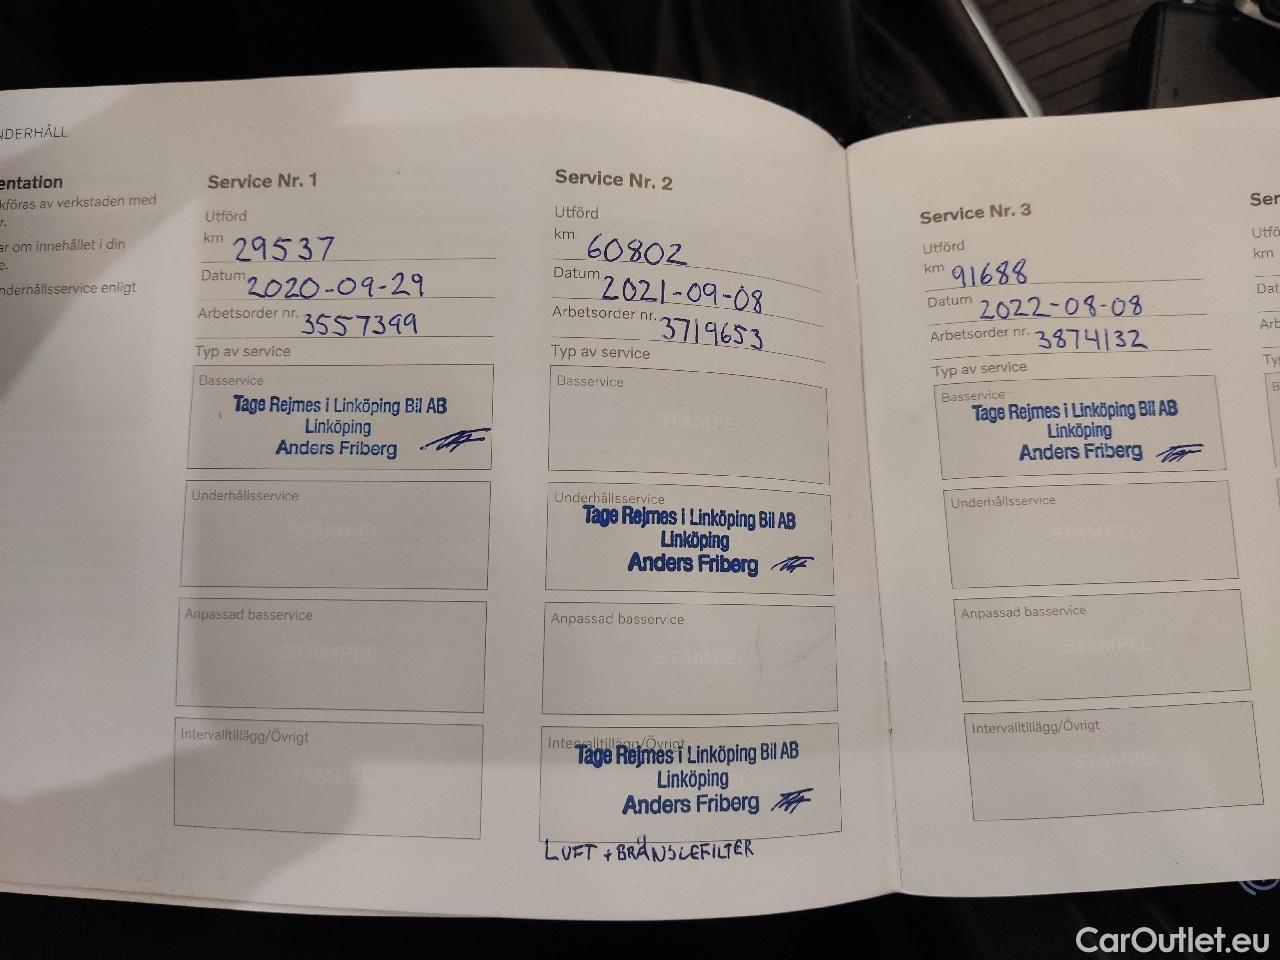 NDERHÅLL
entation
kföras av verkstaden med
r.
ar om innehållet i din
e.
nderhållsservice enligt
Service Nr. 1
Utförd
km 29537
Datum 2020-09-29
Arbetsorder nr. 3557399
Typ av service
Basservice
Tage Rejmes i Linköping Bil AB
Linköping
Anders Friberg
Underhållsservice
STÄMPEL
Anpassad basservice
STÄMPEL
Intervalltillägg/Övrigt
STÄMPEL
Service Nr. 2
Utförd
km 60802
Datum 2021-09-08
Arbetsorder nr. 3719653
Typ av service
Basservice
STÄMPEL
Underhållsservice
Tage Rejmes i Linköping Bil AB
Linköping
Anders Friberg
Anpassad basservice
STÄMPEL
Intervalltillägg/Övrigt
Tage Rejmes i Linköping Bil AB
Linköping
Anders Friberg
LUFT + BRÄNSLEFILTER
Service Nr. 3
Utförd
km 91688
Datum 2022-08-08
Arbetsorder nr. 3874132
Typ av service
Basservice
Tage Rejmes i Linköping Bil AB
Linköping
Anders Friberg
Underhållsservice
STÄMPEL
Anpassad basservice
STÄMPEL
Intervalltillägg/Övrigt
STÄMPEL
Ser
Utfö
km
Dat
Arb
Ty
B
CarOutlet.eu